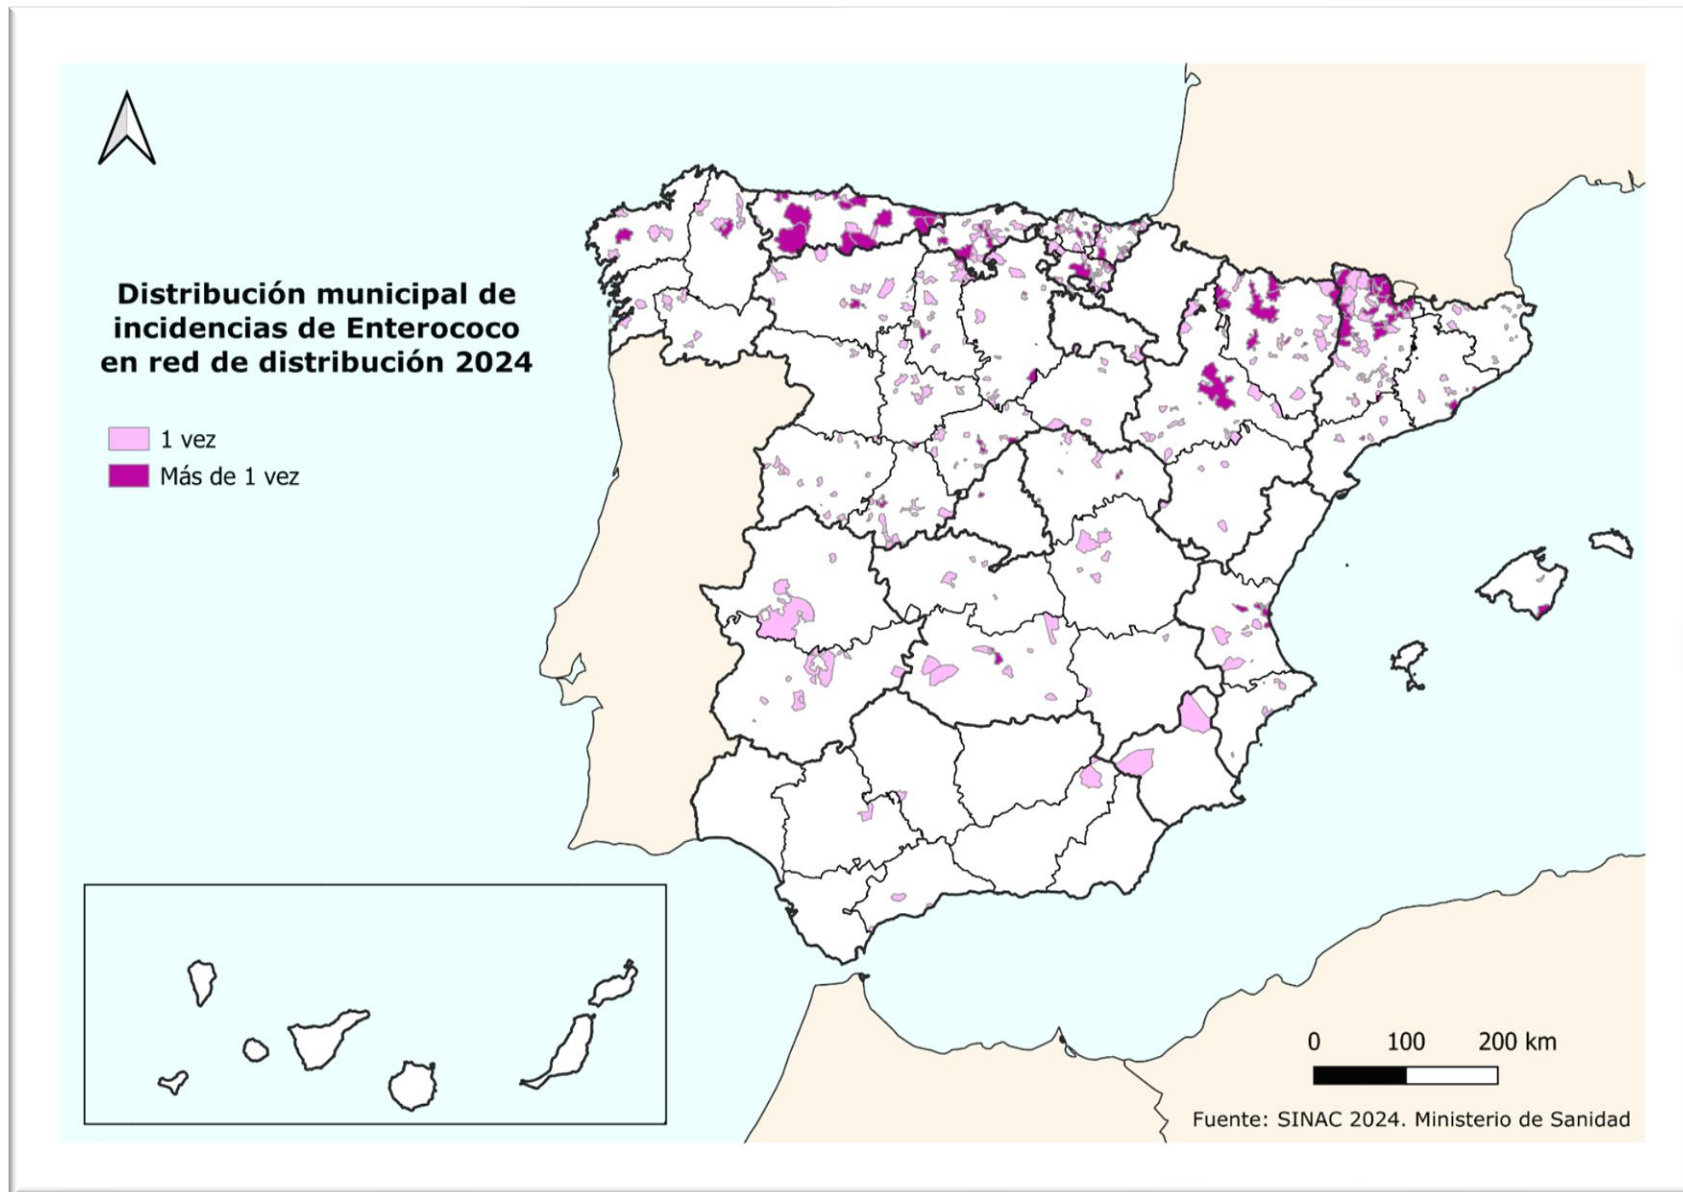 Distribución municipal de
incidencias de Enterococo
en red de distribución 2024
1 vez
Más de 1 vez
0 100 200 km
Fuente: SINAC 2024. Ministerio de Sanidad